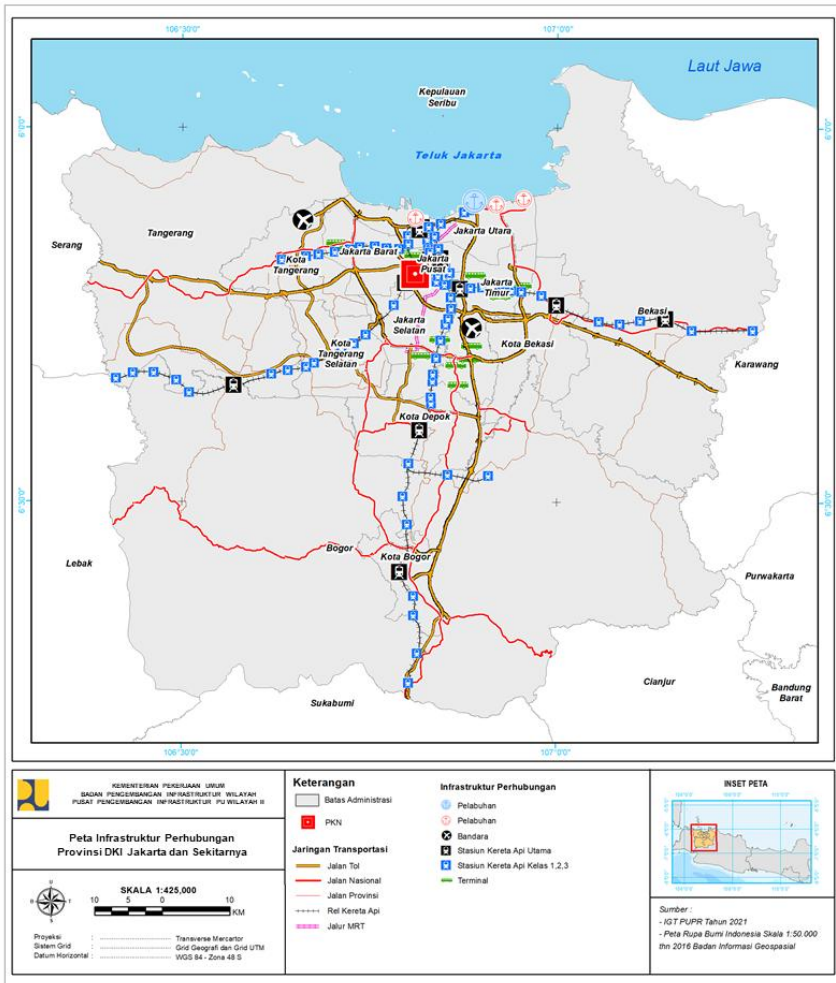 106°30'0"
107°0'0"
Laut Jawa
Kepulauan
Seribu
6°0'0"
6°0'0"
Teluk Jakarta
Tangerang
Jakarta Utara
Serang
Jakarta Barat
Jakarta
Pusat
Kota
Tangerang
Jakarta
Timur
Bekasi
Jakarta
Selatan
Kota Bekasi
Kota
Tangerang
Selatan
Karawang
Kota Depok
6°30'0"
6°30'0"
Bogor
Kota Bogor
Lebak
Purwakarta
Cianjur
Bandung
Barat
Sukabumi
106°30'0"
107°0'0"
KEMENTERIAN PEKERJAAN UMUM
BADAN PENGEMBANGAN INFRASTRUKTUR WILAYAH
PUSAT PENGEMBANGAN INFRASTRUKTUR PU WILAYAH II
Peta Infrastruktur Perhubungan
Provinsi DKI Jakarta dan Sekitarnya
SKALA 1:425,000
10 5 0 10
KM
Proyeksi : Transverse Mercartor
Sistem Grid : Grid Geografi dan Grid UTM
Datum Horizontal : WGS 84 - Zona 48 S
Keterangan
Batas Administrasi
PKN
Jaringan Transportasi
Jalan Tol
Jalan Nasional
Jalan Provinsi
Rel Kereta Api
Jalur MRT
Infrastruktur Perhubungan
Pelabuhan
Pelabuhan
Bandara
Stasiun Kereta Api Utama
Stasiun Kereta Api Kelas 1,2,3
Terminal
INSET PETA
Sumber :
- IGT PUPR Tahun 2021
- Peta Rupa Bumi Indonesia Skala 1:50.000
thn 2016 Badan Informasi Geospasial